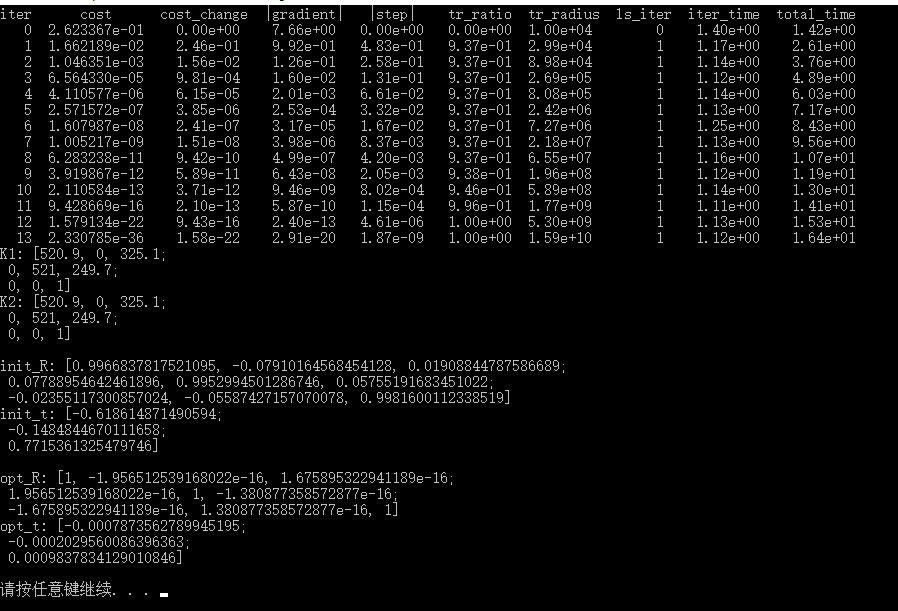 iter      cost      cost_change  |gradient|   |step|    tr_ratio  tr_radius  ls_iter  iter_time  total_time
   0  2.623367e-01    0.00e+00    7.66e+00   0.00e+00   0.00e+00  1.00e+04        0    1.40e+00    1.42e+00
   1  1.662189e-02    2.46e-01    9.92e-01   4.83e-01   9.37e-01  2.99e+04        1    1.17e+00    2.61e+00
   2  1.046351e-03    1.56e-02    1.26e-01   2.58e-01   9.37e-01  8.98e+04        1    1.14e+00    3.76e+00
   3  6.564330e-05    9.81e-04    1.60e-02   1.31e-01   9.37e-01  2.69e+05        1    1.12e+00    4.89e+00
   4  4.110577e-06    6.15e-05    2.01e-03   6.61e-02   9.37e-01  8.08e+05        1    1.14e+00    6.03e+00
   5  2.571572e-07    3.85e-06    2.53e-04   3.32e-02   9.37e-01  2.42e+06        1    1.13e+00    7.17e+00
   6  1.607987e-08    2.41e-07    3.17e-05   1.67e-02   9.37e-01  7.27e+06        1    1.25e+00    8.43e+00
   7  1.005217e-09    1.51e-08    3.98e-06   8.37e-03   9.37e-01  2.18e+07        1    1.13e+00    9.56e+00
   8  6.283238e-11    9.42e-10    4.99e-07   4.20e-03   9.37e-01  6.55e+07        1    1.16e+00    1.07e+01
   9  3.919867e-12    5.89e-11    6.43e-08   2.05e-03   9.38e-01  1.96e+08        1    1.12e+00    1.19e+01
  10  2.110584e-13    3.71e-12    9.46e-09   8.02e-04   9.46e-01  5.89e+08        1    1.14e+00    1.30e+01
  11  9.428669e-16    2.10e-13    5.87e-10   1.15e-04   9.96e-01  1.77e+09        1    1.11e+00    1.41e+01
  12  1.579134e-22    9.43e-16    2.40e-13   4.61e-06   1.00e+00  5.30e+09        1    1.13e+00    1.53e+01
  13  2.330785e-36    1.58e-22    2.91e-20   1.87e-09   1.00e+00  1.59e+10        1    1.12e+00    1.64e+01
K1: [520.9, 0, 325.1;
 0, 521, 249.7;
 0, 0, 1]
K2: [520.9, 0, 325.1;
 0, 521, 249.7;
 0, 0, 1]
init_R: [0.9966837817521095, -0.07910164568454128, 0.01908844787586689;
 0.07788954642461896, 0.9952994501286746, 0.05755191683451022;
 -0.02355117300857024, -0.05587427157070078, 0.9981600112338519]
init_t: [-0.618614871490594;
 -0.1484844670111658;
 0.7715361325479746]
opt_R: [1, -1.956512539168022e-16, 1.675895322941189e-16;
 1.956512539168022e-16, 1, -1.380877358572877e-16;
 -1.675895322941189e-16, 1.380877358572877e-16, 1]
opt_t: [-0.0007873562789945195;
 -0.0002029560086396363;
 0.0009837834129010846]
请按任意键继续. . .